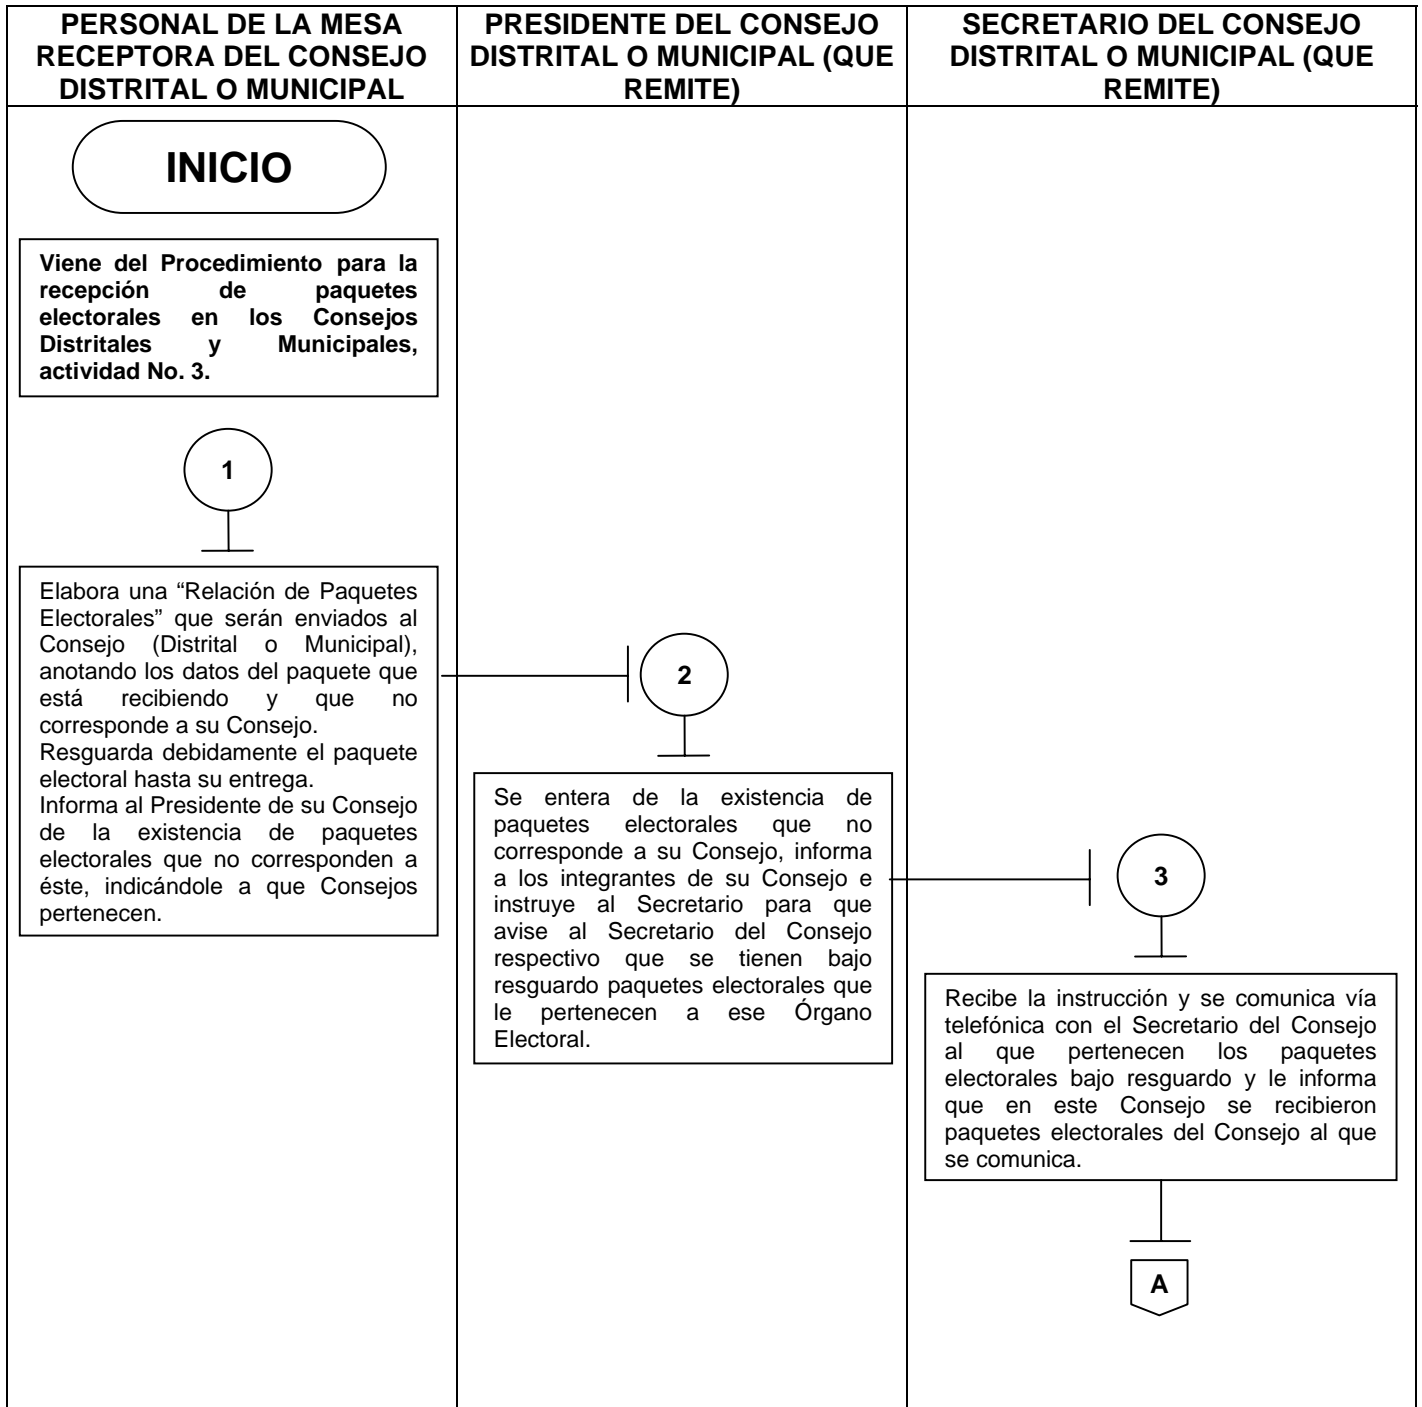 PERSONAL DE LA MESA
RECEPTORA DEL CONSEJO
DISTRITAL O MUNICIPAL
PRESIDENTE DEL CONSEJO
DISTRITAL O MUNICIPAL (QUE
REMITE)
SECRETARIO DEL CONSEJO
DISTRITAL O MUNICIPAL (QUE
REMITE)
INICIO
Viene del Procedimiento para la
recepción de paquetes
electorales en los Consejos
Distritales y Municipales,
actividad No. 3.
1
Elabora una “Relación de Paquetes
Electorales” que serán enviados al
Consejo (Distrital o Municipal),
anotando los datos del paquete que
está recibiendo y que no
corresponde a su Consejo.
Resguarda debidamente el paquete
electoral hasta su entrega.
Informa al Presidente de su Consejo
de la existencia de paquetes
electorales que no corresponden a
éste, indicándole a que Consejos
pertenecen.
2
Se entera de la existencia de
paquetes electorales que no
corresponde a su Consejo, informa
a los integrantes de su Consejo e
instruye al Secretario para que
avise al Secretario del Consejo
respectivo que se tienen bajo
resguardo paquetes electorales que
le pertenecen a ese Órgano
Electoral.
3
Recibe la instrucción y se comunica vía
telefónica con el Secretario del Consejo
al que pertenecen los paquetes
electorales bajo resguardo y le informa
que en este Consejo se recibieron
paquetes electorales del Consejo al que
se comunica.
A